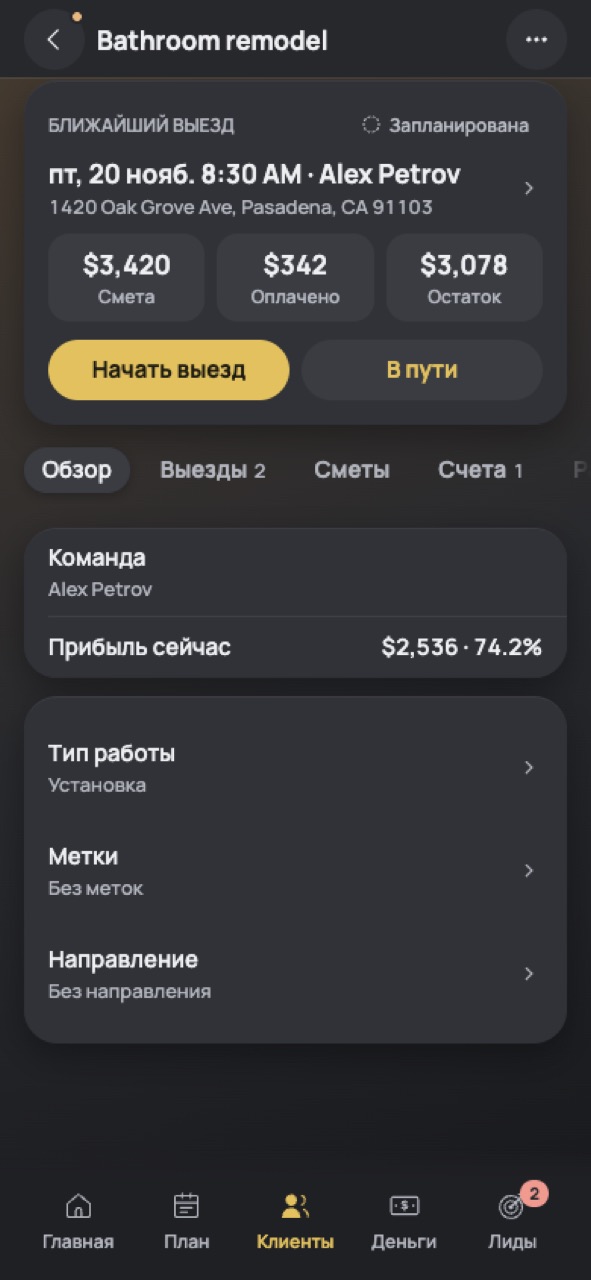 Bathroom remodel
БЛИЖАЙШИЙ ВЫЕЗД
Запланирована
пт, 20 нояб. 8:30 AM · Alex Petrov
1420 Oak Grove Ave, Pasadena, CA 91103
$3,420
Смета
$342
Оплачено
$3,078
Остаток
Начать выезд
В пути
Обзор
Выезды 2
Сметы
Счета 1
Команда
Alex Petrov
Прибыль сейчас
$2,536 · 74.2%
Тип работы
Установка
Метки
Без меток
Направление
Без направления
Главная
План
Клиенты
Деньги
2
Лиды